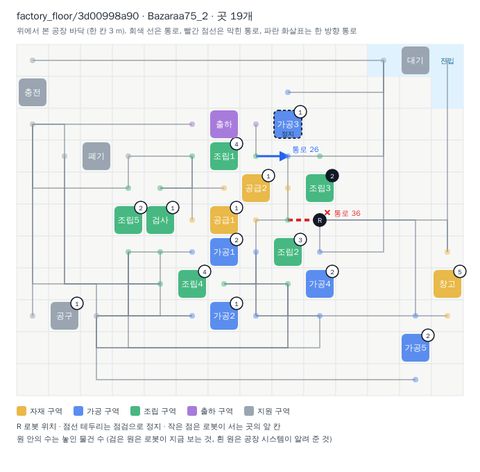 factory_floor/3d00998a90 · Bazaraa75_2 · 곳 19개
위에서 본 공장 바닥 (한 칸 3 m). 회색 선은 통로, 빨간 점선은 막힌 통로, 파란 화살표는 한 방향 통로
대기
충전
출하
가공3
1
정지
폐기
조립1
4
통로 26
공급2
1
조립3
2
조립5
2
검사
1
공급1
1
R
통로 36
가공1
2
조립2
3
조립4
4
가공4
2
창고
5
공구
1
가공2
1
가공5
2
자재 구역
가공 구역
조립 구역
출하 구역
지원 구역
R 로봇 위치 · 점선 테두리는 점검으로 정지 · 작은 점은 로봇이 서는 곳의 앞 칸
원 안의 수는 놓인 물건 수 (검은 원은 로봇이 지금 보는 것, 흰 원은 공장 시스템이 알려 준 것)